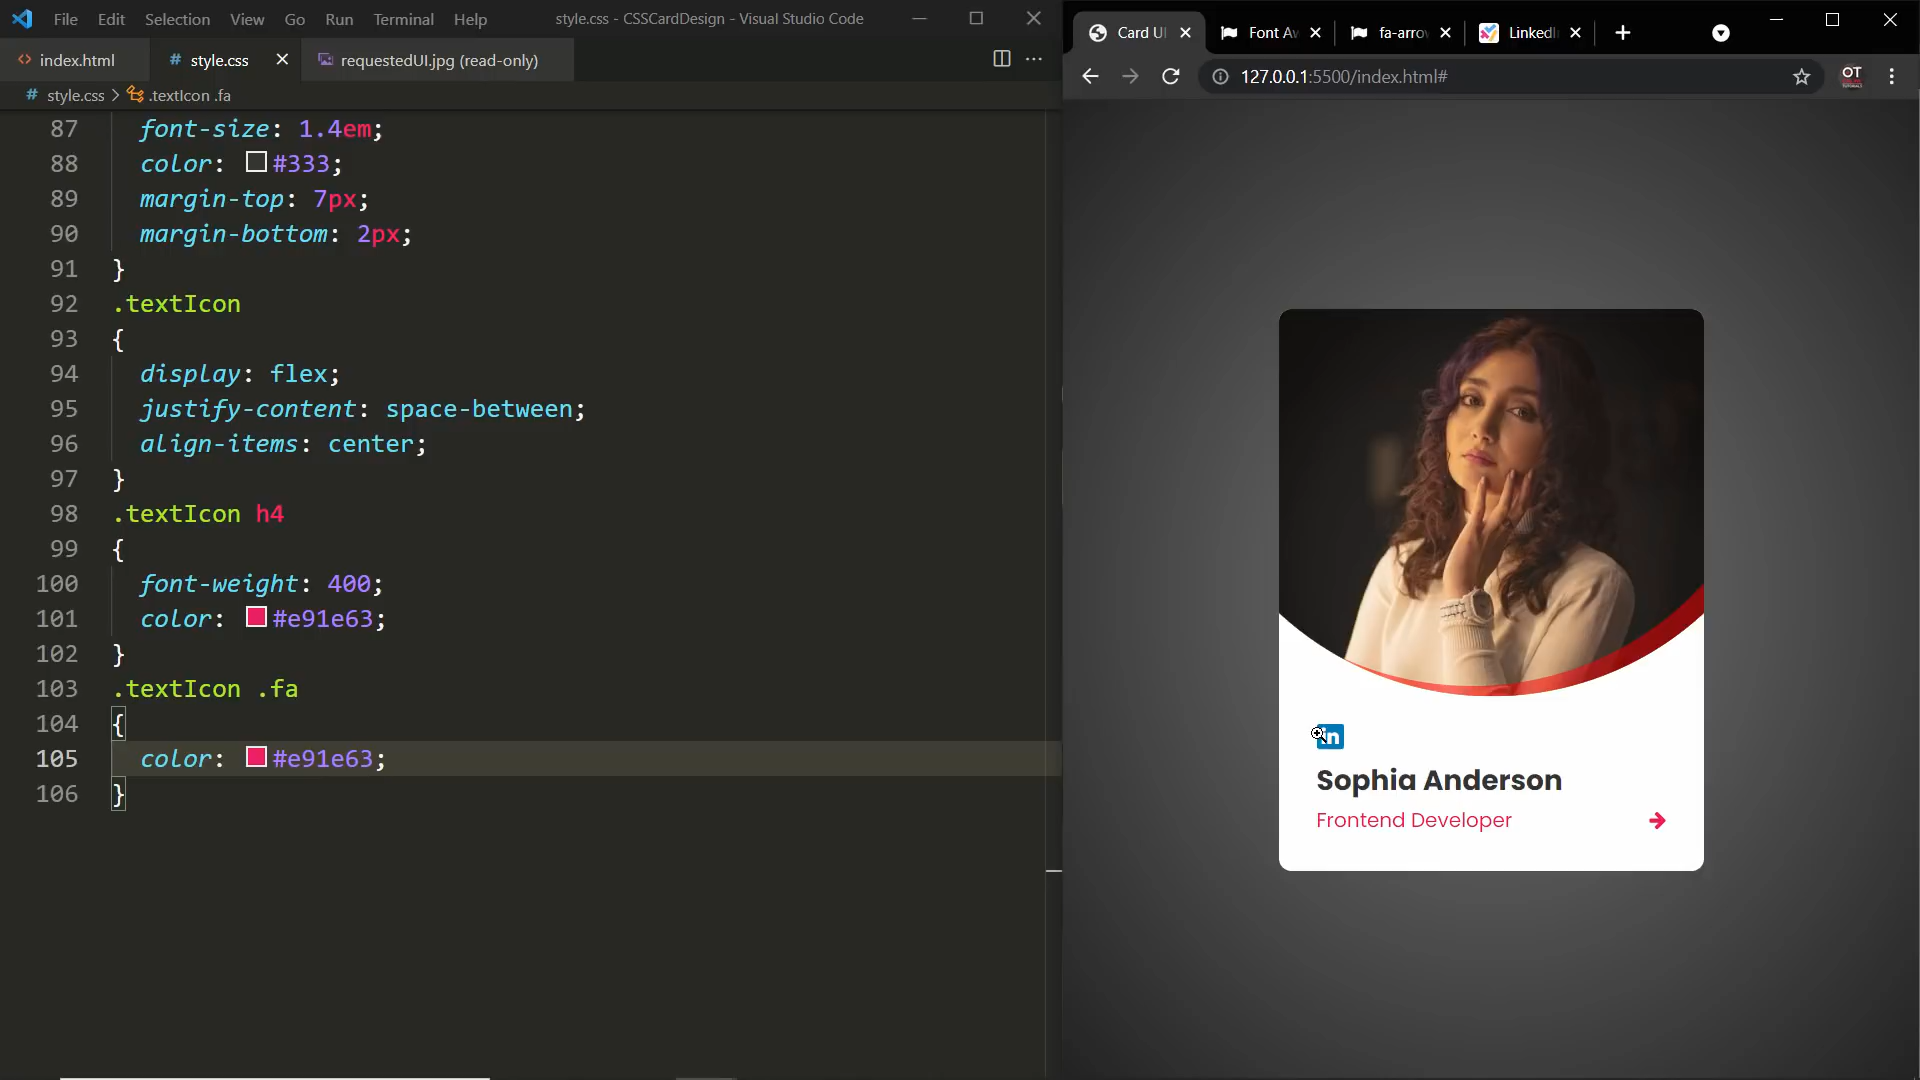 File Edit Selection View Go Run Terminal Help style.css - CSSCardDesign - Visual Studio Code
index.html style.css requestedUI.jpg (read-only)
style.css .textIcon .fa
87 font-size: 1.4em;
88 color: #333;
89 margin-top: 7px;
90 margin-bottom: 2px;
91 }
92 .textIcon
93 {
94 display: flex;
95 justify-content: space-between;
96 align-items: center;
97 }
98 .textIcon h4
99 {
100 font-weight: 400;
101 color: #e91e63;
102 }
103 .textIcon .fa
104 {
105 color: #e91e63;
106 }
Card UI Font Aw fa-arrow LinkedIn
127.0.0.1:5500/index.html#
OT
in
Sophia Anderson
Frontend Developer